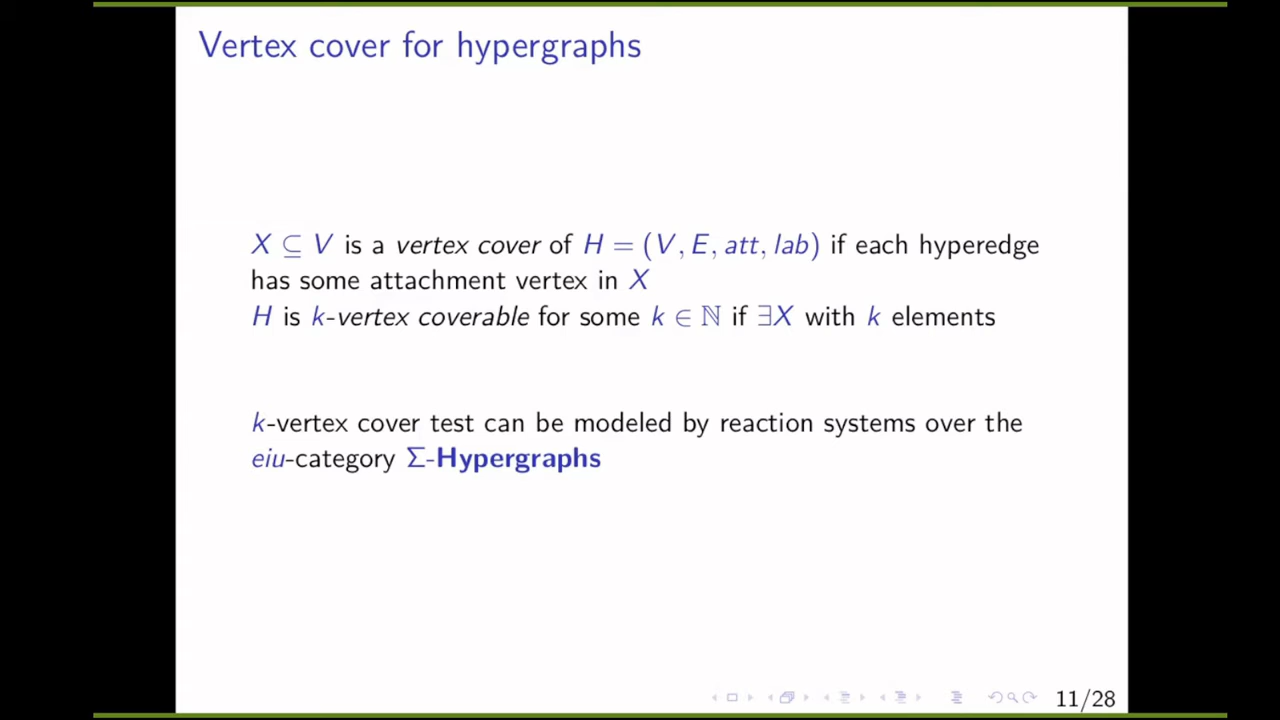 Vertex cover for hypergraphs
X ⊆ V is a vertex cover of H = (V, E, att, lab) if each hyperedge
has some attachment vertex in X
H is k-vertex coverable for some k ∈ ℕ if ∃X with k elements
k-vertex cover test can be modeled by reaction systems over the
eiu-category Σ-Hypergraphs
11/28